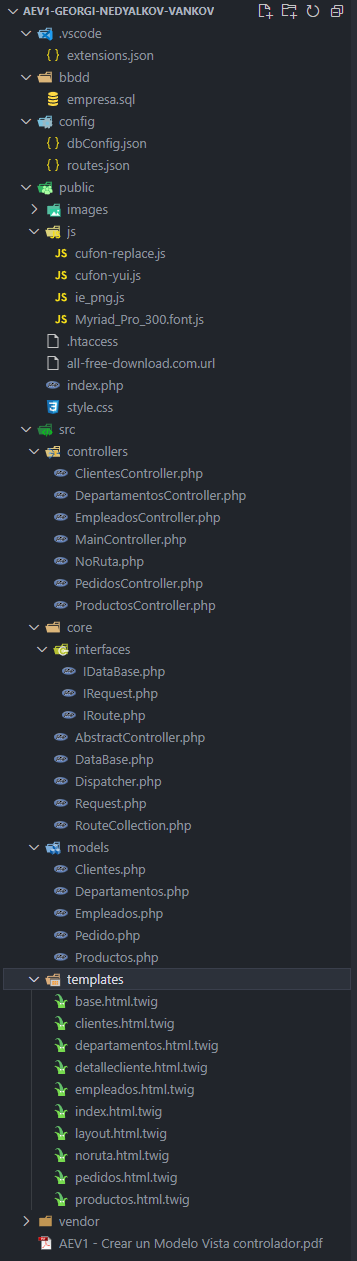 AEV1-GEORGI-NEDYALKOV-VANKOV
.vscode
extensions.json
bbdd
empresa.sql
config
dbConfig.json
routes.json
public
images
js
cufon-replace.js
cufon-yui.js
ie_png.js
Myriad_Pro_300.font.js
.htaccess
all-free-download.com.url
index.php
style.css
src
controllers
ClientesController.php
DepartamentosController.php
EmpleadosController.php
MainController.php
NoRuta.php
PedidosController.php
ProductosController.php
core
interfaces
IDataBase.php
IRequest.php
IRoute.php
AbstractController.php
DataBase.php
Dispatcher.php
Request.php
RouteCollection.php
models
Clientes.php
Departamentos.php
Empleados.php
Pedido.php
Productos.php
templates
base.html.twig
clientes.html.twig
departamentos.html.twig
detallecliente.html.twig
empleados.html.twig
index.html.twig
layout.html.twig
noruta.html.twig
pedidos.html.twig
productos.html.twig
vendor
AEV1 - Crear un Modelo Vista controlador.pdf